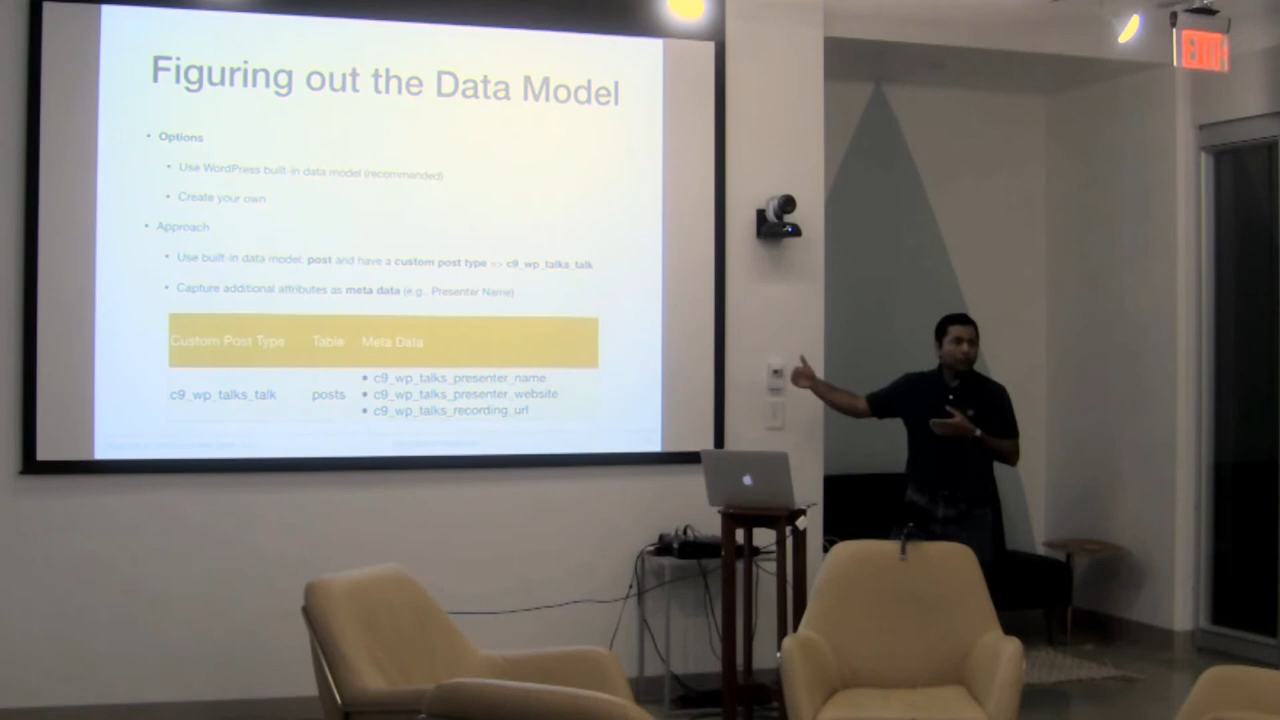 Figuring out the Data Model
• Options
• Use WordPress built-in data model (recommended)
• Create your own
• Approach
• Use built-in data model: post and have a custom post type => c9_wp_talks_talk
• Capture additional attributes as meta data (e.g., Presenter Name)
Custom Post Type Table Meta Data
• c9_wp_talks_presenter_name
c9_wp_talks_talk posts • c9_wp_talks_presenter_website
• c9_wp_talks_recording_url
EXIT